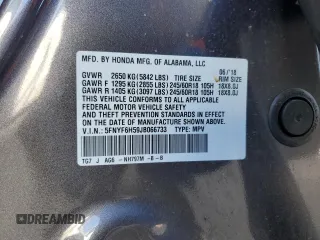 MFD. BY HONDA MFG. OF ALABAMA, LLC 06/18
GVWR 2650 KG (5842 LBS) TIRE SIZE RIM SIZE
GAWR F 1295 KG (2855 LBS) 245/60R18 105H 18X8.0J
GAWR R 1405 KG (3097 LBS) 245/60R18 105H 18X8.0J
THIS VEHICLE CONFORMS TO ALL APPLICABLE
FEDERAL MOTOR VEHICLE SAFETY
AND THEFT PREVENTION STANDARDS IN EFFECT
ON THE DATE OF MANUFACTURE SHOWN ABOVE.
V.I.N: 5FNYF6H59JB066733 TYPE: MPV
TG7 J AG6 -NH797M -B -B
DREAMBID